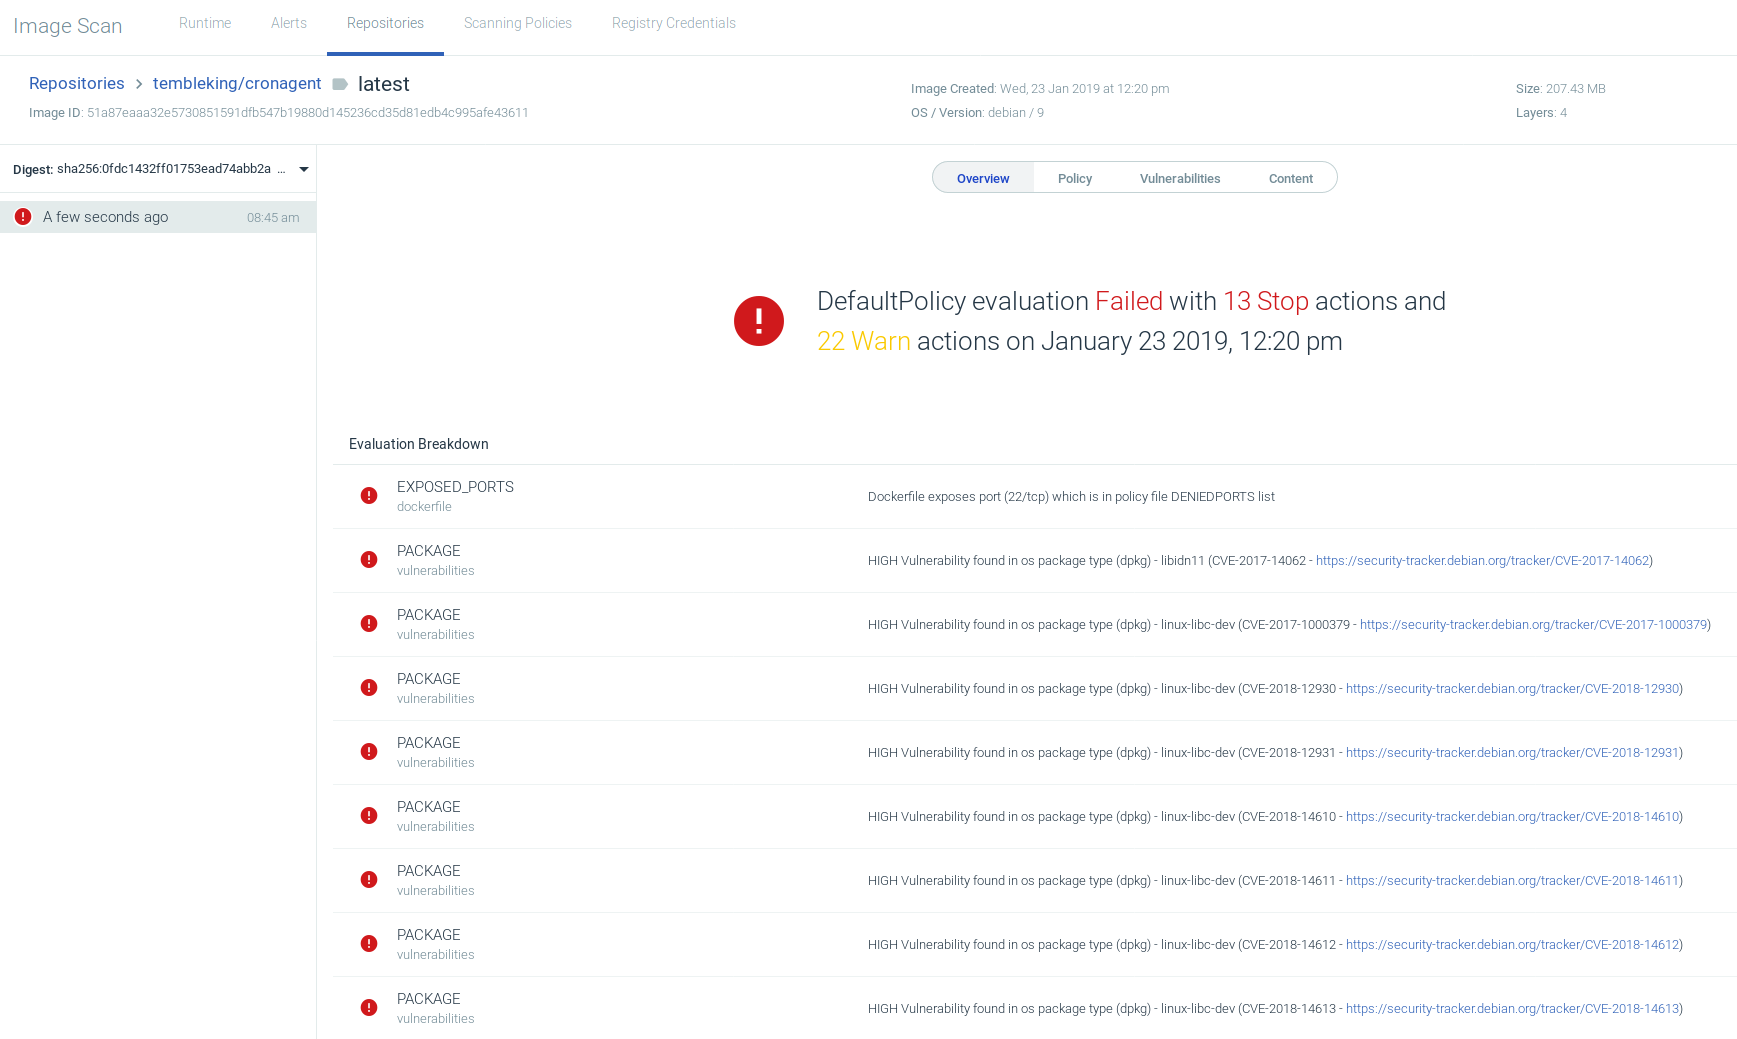 Image Scan
Runtime
Alerts
Repositories
Scanning Policies
Registry Credentials
Repositories > tembleking/cronagent latest
Image ID: 51a87eaaa32e5730851591dfb547b19880d145236cd35d81edb4c995afe43611
Image Created: Wed, 23 Jan 2019 at 12:20 pm
OS / Version: debian / 9
Size: 207.43 MB
Layers: 4
Digest: sha256:0fdc1432ff01753ead74abb2a ...
A few seconds ago 08:45 am
Overview
Policy
Vulnerabilities
Content
DefaultPolicy evaluation Failed with 13 Stop actions and
22 Warn actions on January 23 2019, 12:20 pm
Evaluation Breakdown
EXPOSED_PORTS
dockerfile
Dockerfile exposes port (22/tcp) which is in policy file DENIEDPORTS list
PACKAGE
vulnerabilities
HIGH Vulnerability found in os package type (dpkg) - libidn11 (CVE-2017-14062 - https://security-tracker.debian.org/tracker/CVE-2017-14062)
PACKAGE
vulnerabilities
HIGH Vulnerability found in os package type (dpkg) - linux-libc-dev (CVE-2017-1000379 - https://security-tracker.debian.org/tracker/CVE-2017-1000379)
PACKAGE
vulnerabilities
HIGH Vulnerability found in os package type (dpkg) - linux-libc-dev (CVE-2018-12930 - https://security-tracker.debian.org/tracker/CVE-2018-12930)
PACKAGE
vulnerabilities
HIGH Vulnerability found in os package type (dpkg) - linux-libc-dev (CVE-2018-12931 - https://security-tracker.debian.org/tracker/CVE-2018-12931)
PACKAGE
vulnerabilities
HIGH Vulnerability found in os package type (dpkg) - linux-libc-dev (CVE-2018-14610 - https://security-tracker.debian.org/tracker/CVE-2018-14610)
PACKAGE
vulnerabilities
HIGH Vulnerability found in os package type (dpkg) - linux-libc-dev (CVE-2018-14611 - https://security-tracker.debian.org/tracker/CVE-2018-14611)
PACKAGE
vulnerabilities
HIGH Vulnerability found in os package type (dpkg) - linux-libc-dev (CVE-2018-14612 - https://security-tracker.debian.org/tracker/CVE-2018-14612)
PACKAGE
vulnerabilities
HIGH Vulnerability found in os package type (dpkg) - linux-libc-dev (CVE-2018-14613 - https://security-tracker.debian.org/tracker/CVE-2018-14613)